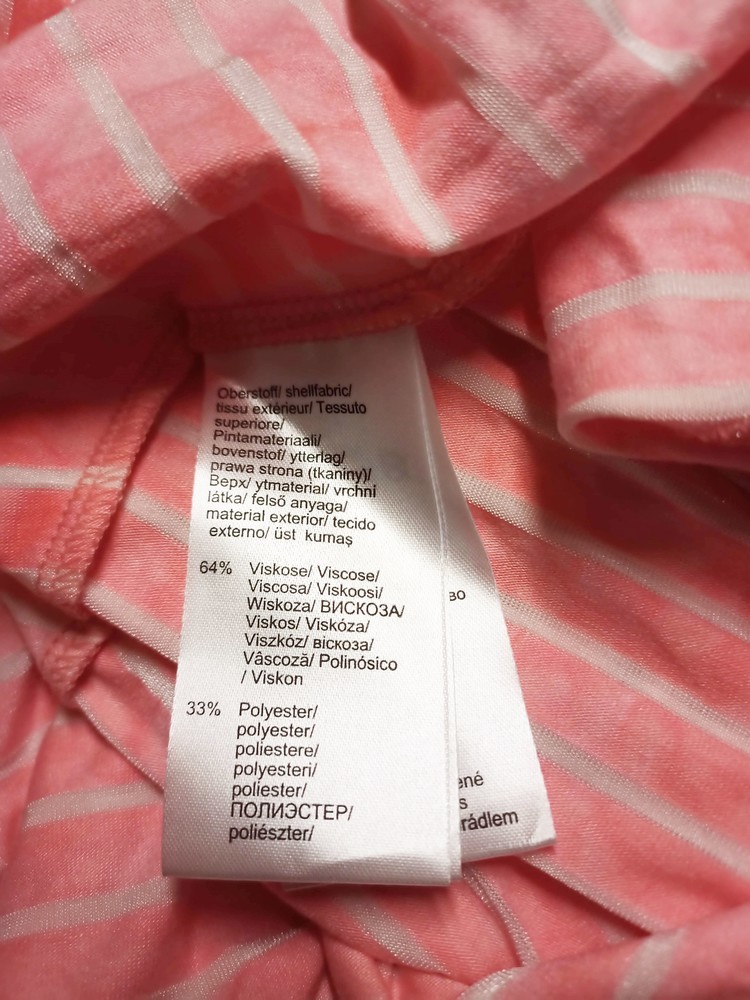 Oberstoff/ shellfabric/
tissu extérieur/ Tessuto
superiore/
Pintamateriaali/
bovenstof/ ytterlag/
prawa strona (tkaniny)/
Верх/ ytmaterial/ vrchní
látka/ felső anyaga/
material exterior/ tecido
externo/ üst kumaş
64% Viskose/ Viscose/
Viscosa/ Viskoosi/
Wiskoza/ ВИСКОЗА/
Viskos/ Viskóza/
Viszkóz/ віскоза/
Vâscoză/ Polinósico
/ Viskon
33% Polyester/
polyester/
poliestere/
polyesteri/
poliester/
ПОЛИЭСТЕР/
poliészter/
во
ené
s
rádlem